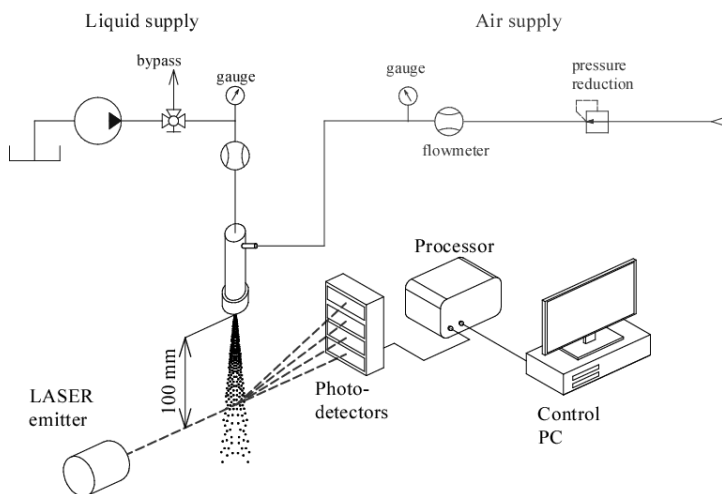 Liquid supply
Air supply
bypass
gauge
gauge
pressure
reduction
flowmeter
Processor
100 mm
LASER
emitter
Photo-
detectors
Control
PC